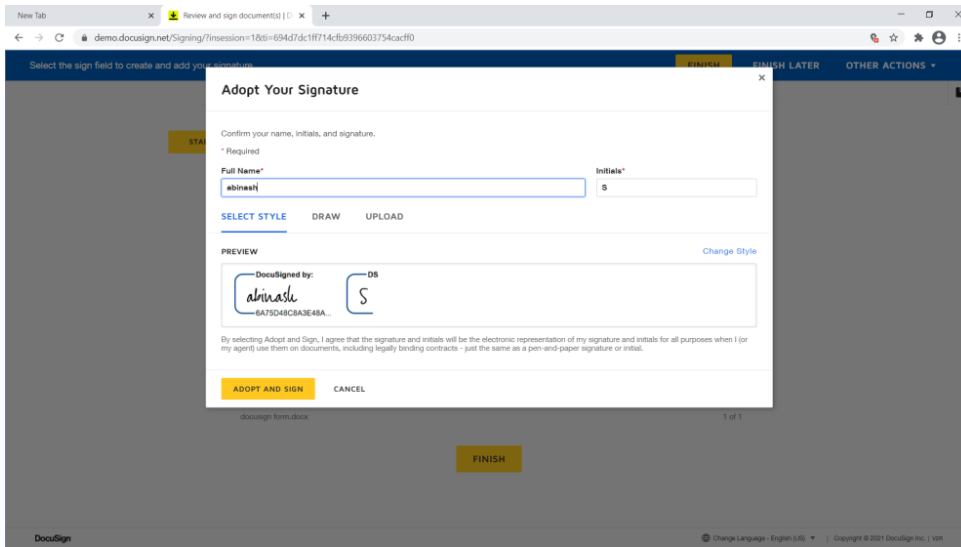 New Tab
Review and sign document(s) | D
demo.docusign.net/Signing/?insession=1&ti=694d7dc1ff714cfb9396603754cacff0
Select the sign field to create and add your signature.
FINISH
FINISH LATER
OTHER ACTIONS
Adopt Your Signature
Confirm your name, initials, and signature.
* Required
Full Name*
Initials*
abinash
S
SELECT STYLE
DRAW
UPLOAD
PREVIEW
Change Style
DocuSigned by:
DS
abinash
S
6A75D48C8A3E48A...
By selecting Adopt and Sign, I agree that the signature and initials will be the electronic representation of my signature and initials for all purposes when I (or
my agent) use them on documents, including legally binding contracts - just the same as a pen-and-paper signature or initial.
ADOPT AND SIGN
CANCEL
docusign form.docx
1 of 1
FINISH
DocuSign
Change Language - English (US)
Copyright © 2021 DocuSign Inc. | V2R